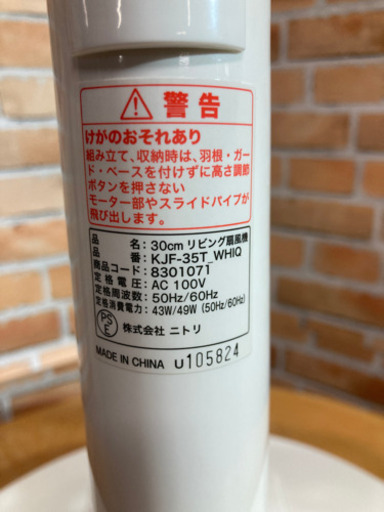 警告
けがのおそれあり
組み立て、収納時は、羽根・ガー
ド・ベースを付けずに高さ調節
ボタンを押さない
モーター部やスライドパイプが
飛び出します。
品名:30cm リビング扇風機
品番:KJF-35T_WHIQ
商品コード:8301071
定格電圧:AC 100V
定格周波数:50Hz/60Hz
定格消費電力:43W/49W (50Hz/60Hz)
PSE 株式会社 ニトリ
MADE IN CHINA U105824